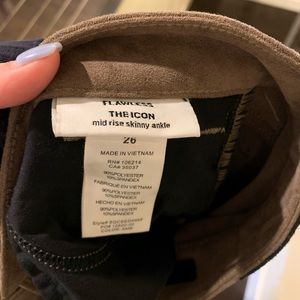 FLAWLESS
THE ICON
mid rise skinny ankle
26
MADE IN VIETNAM
RN# 106214
CA# 35037
90%POLYESTER
10%SPANDEX
FABRIQUÉ EN VIETNAM
90%POLYESTER
10%SPANDEX
HECHO EN VIETNAM
90%POLYESTER
10%SPANDEX